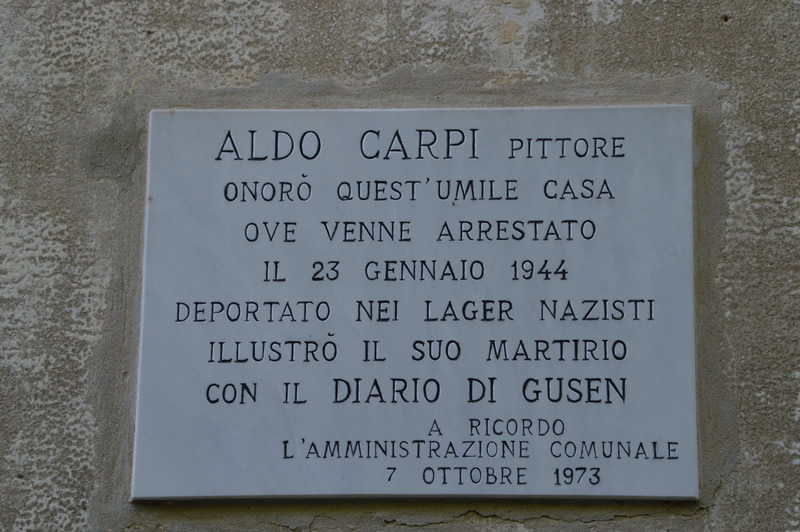 ALDO CARPI PITTORE
ONORÒ QUEST'UMILE CASA
OVE VENNE ARRESTATO
IL 23 GENNAIO 1944
DEPORTATO NEI LAGER NAZISTI
ILLUSTRÒ IL SUO MARTIRIO
CON IL DIARIO DI GUSEN
A RICORDO
L'AMMINISTRAZIONE COMUNALE
7 OTTOBRE 1973